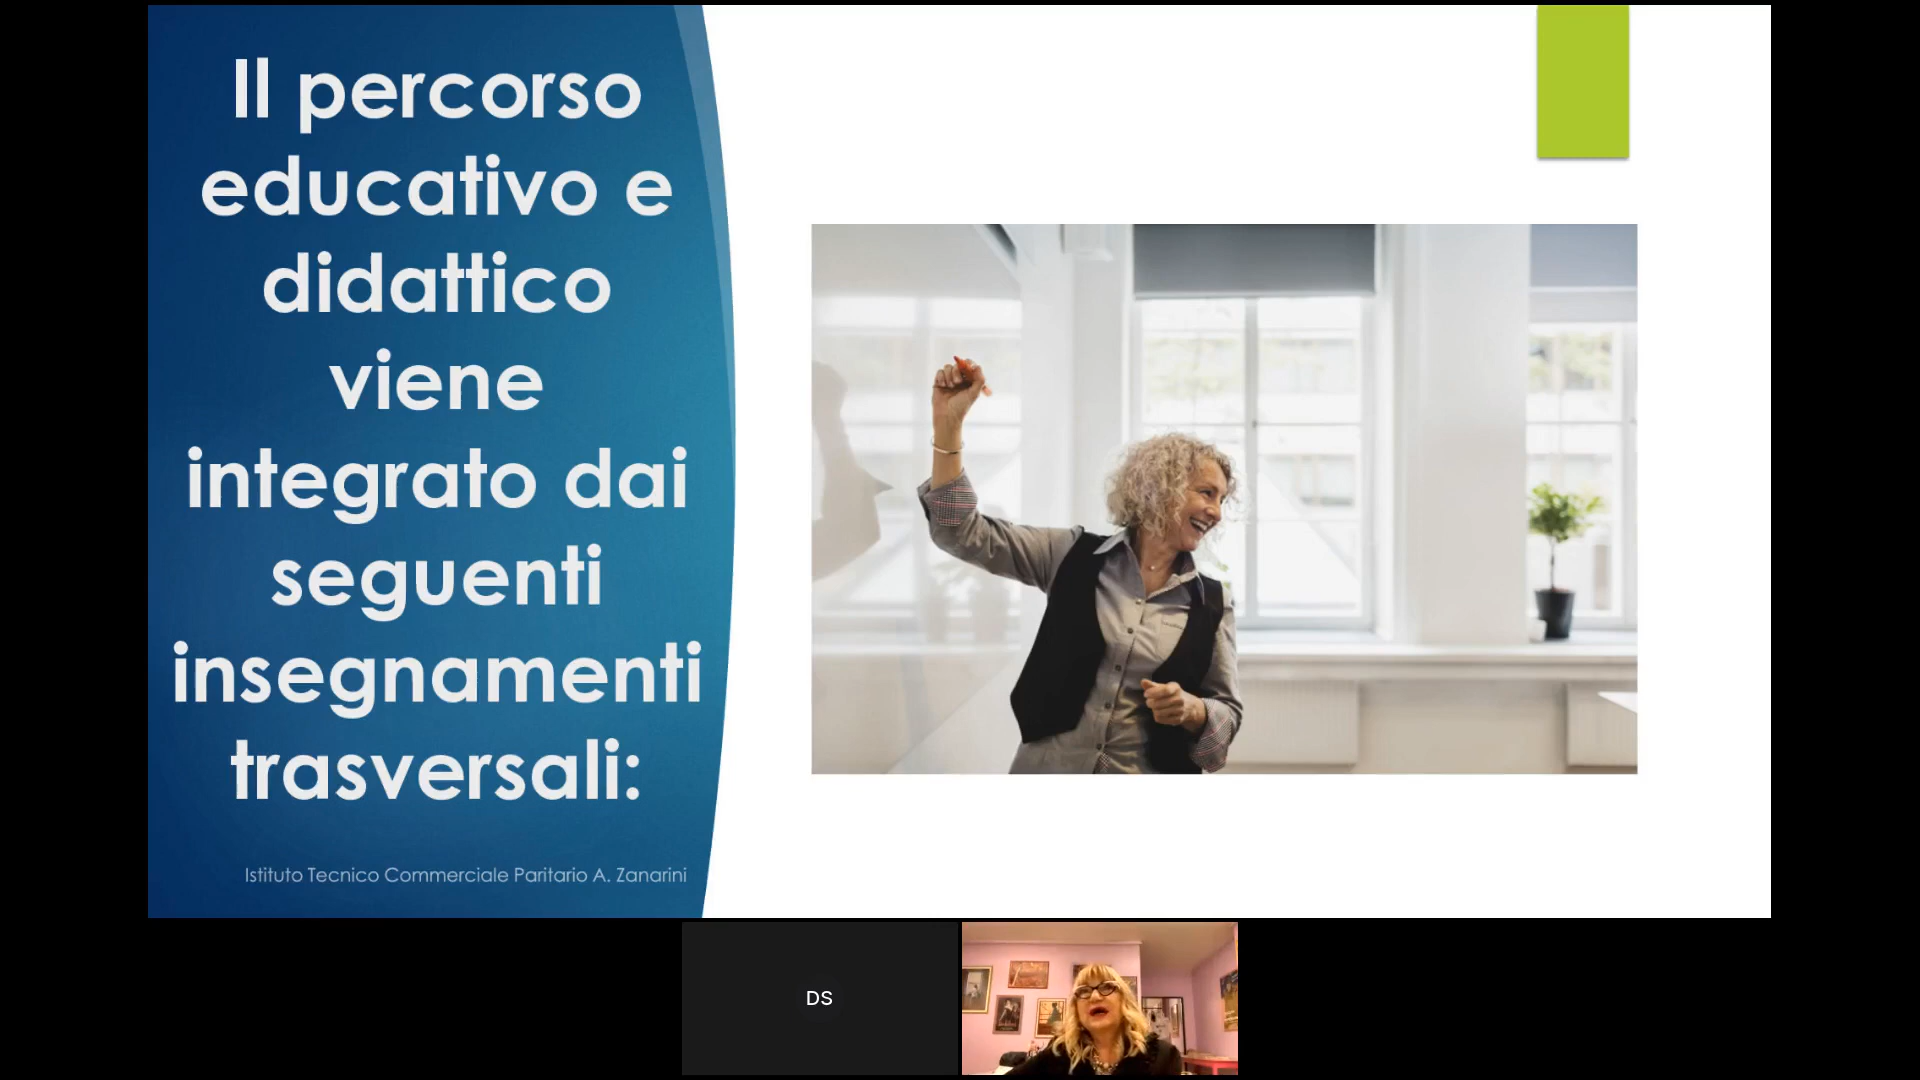 Il percorso
educativo e
didattico
viene
integrato dai
seguenti
insegnamenti
trasversali:
Istituto Tecnico Commerciale Paritario A. Zanarini
DS